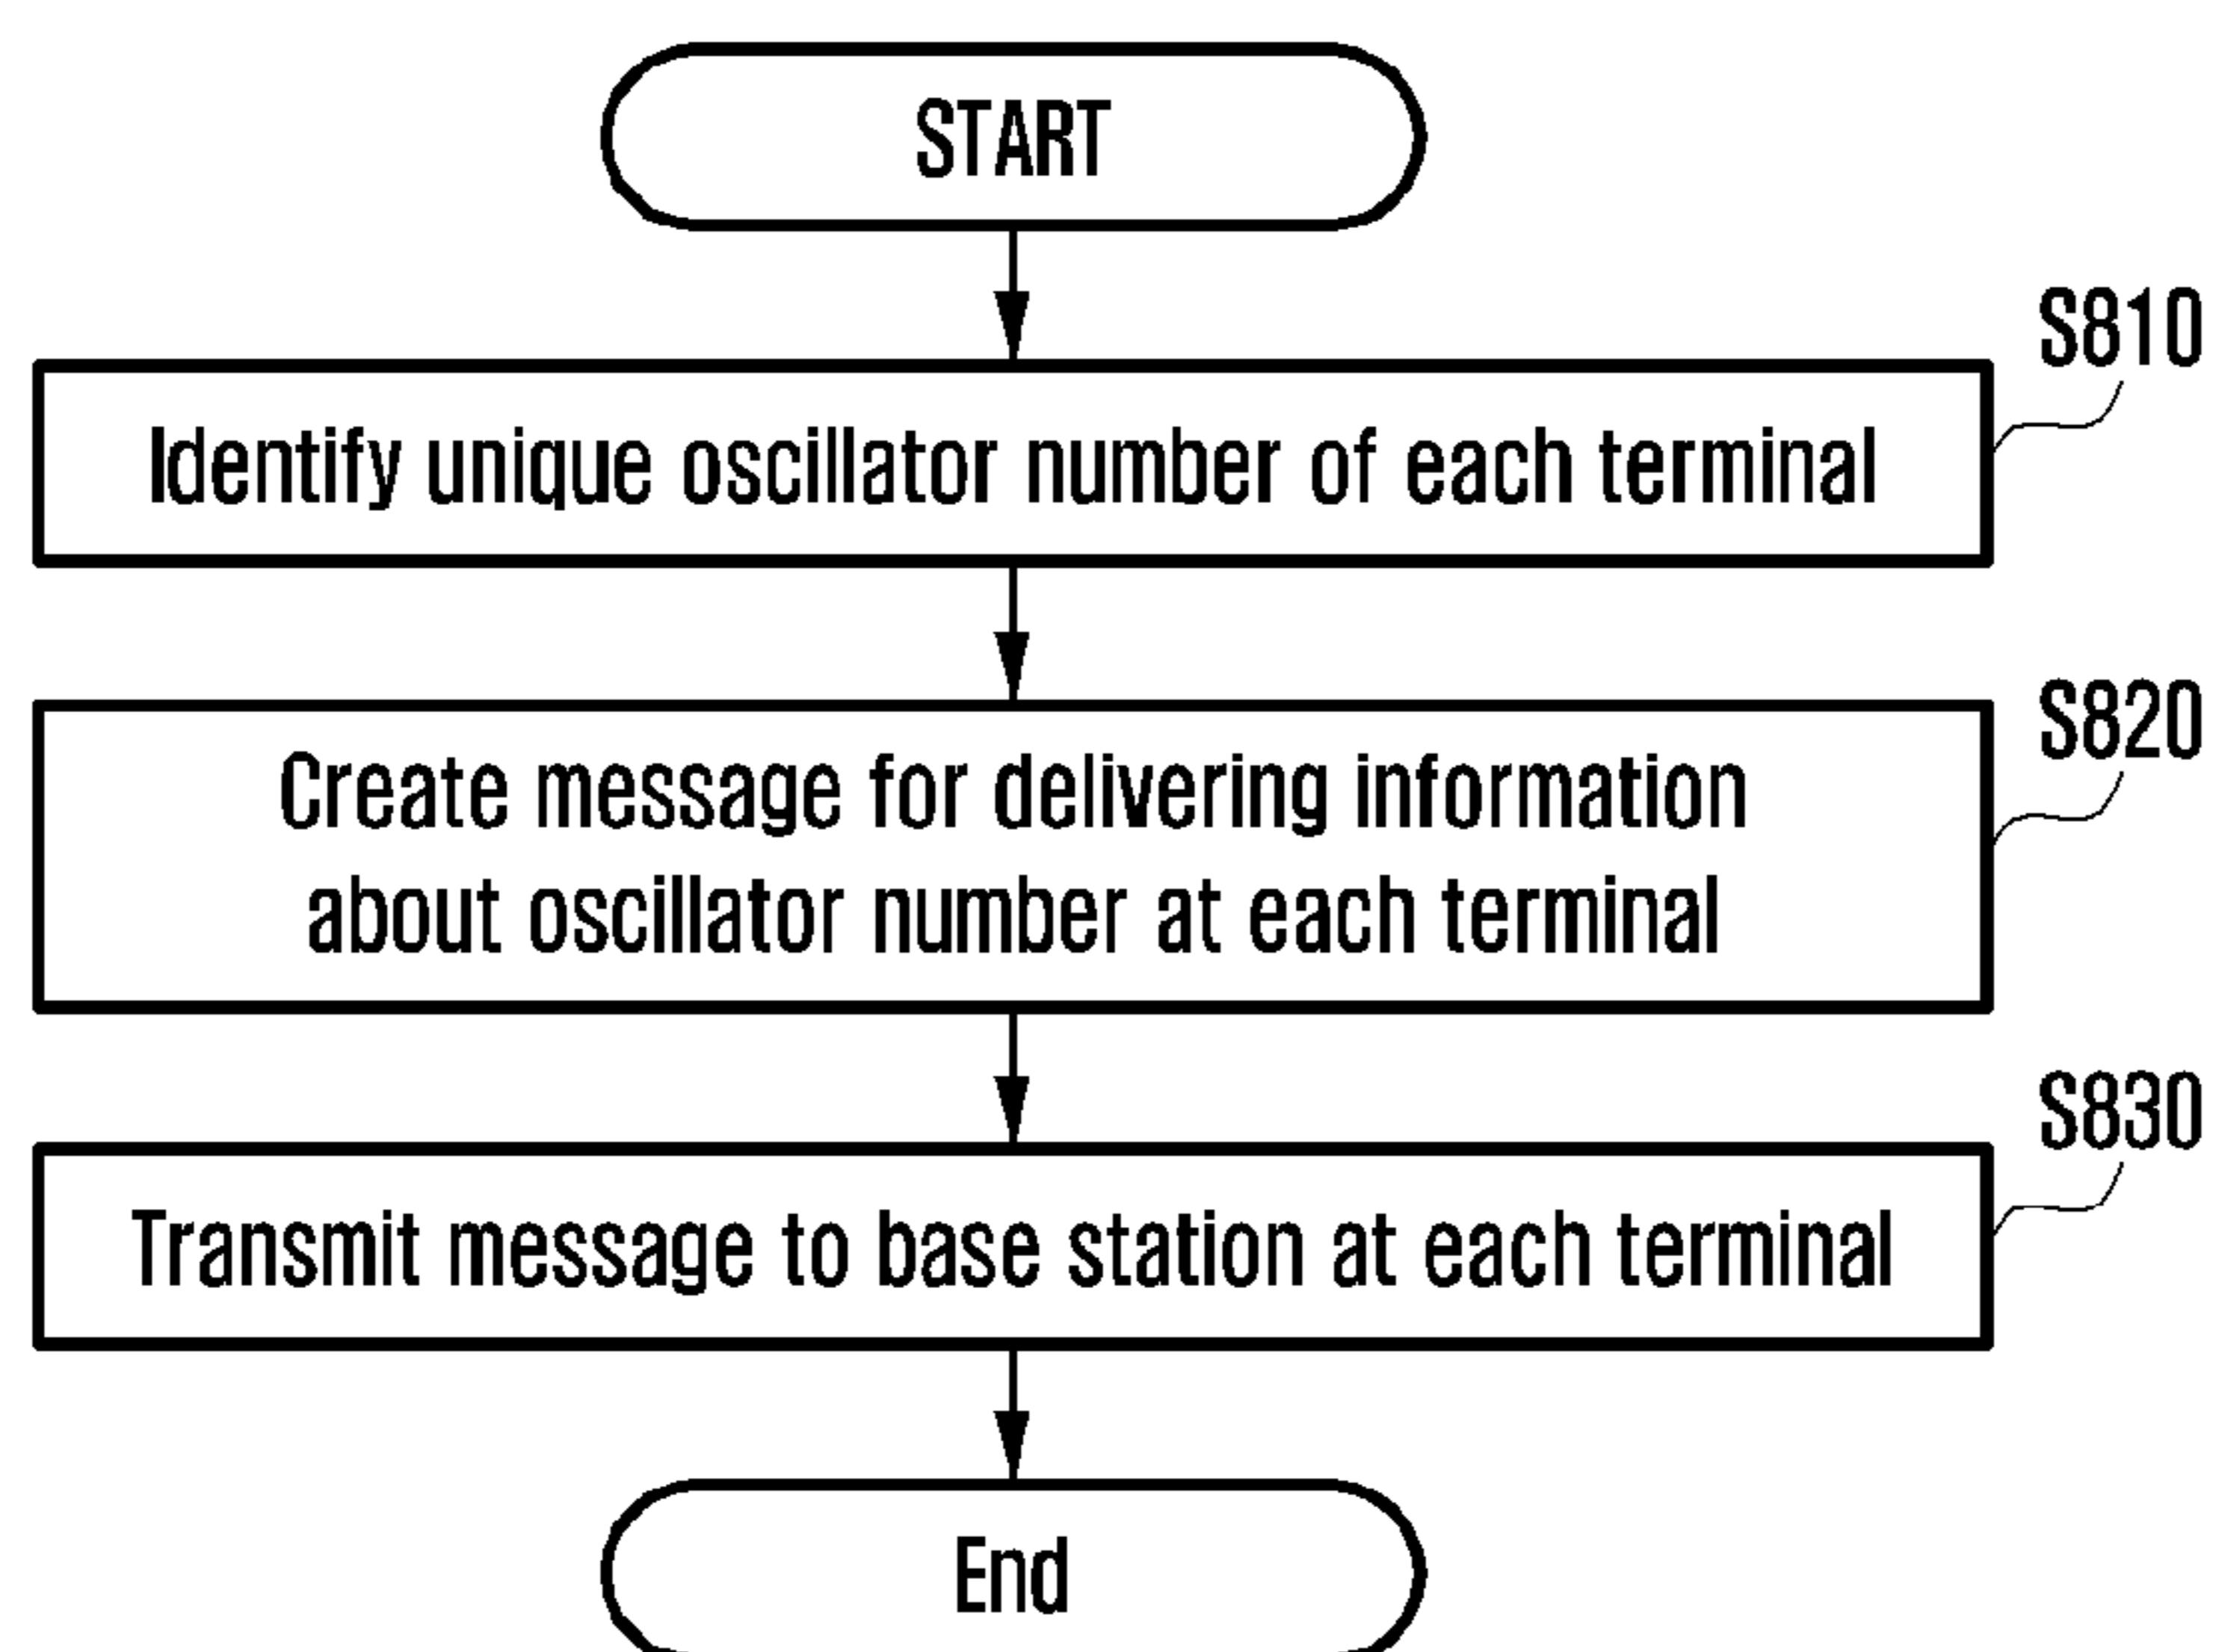 START
S810
Identify unique oscillator number of each terminal
S820
Create message for delivering information
about oscillator number at each terminal
S830
Transmit message to base station at each terminal
End